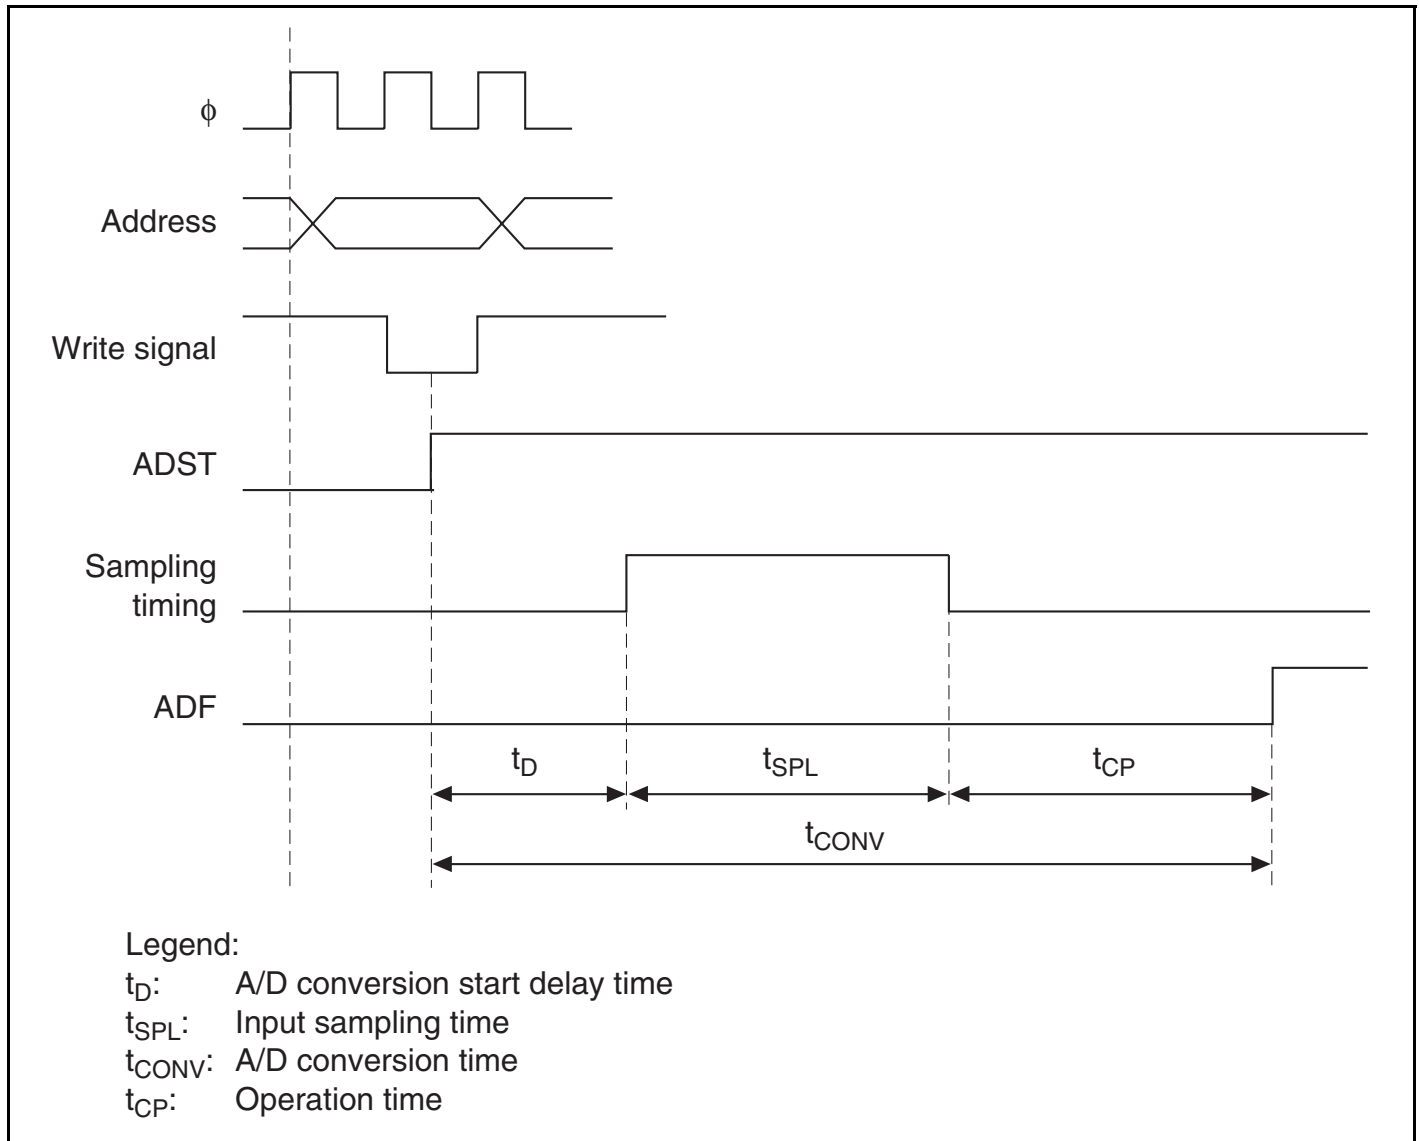 ϕ
Address
Write signal
ADST
Sampling
timing
ADF
tD tSPL tCP
tCONV
Legend:
tD: A/D conversion start delay time
tSPL: Input sampling time
tCONV: A/D conversion time
tCP: Operation time